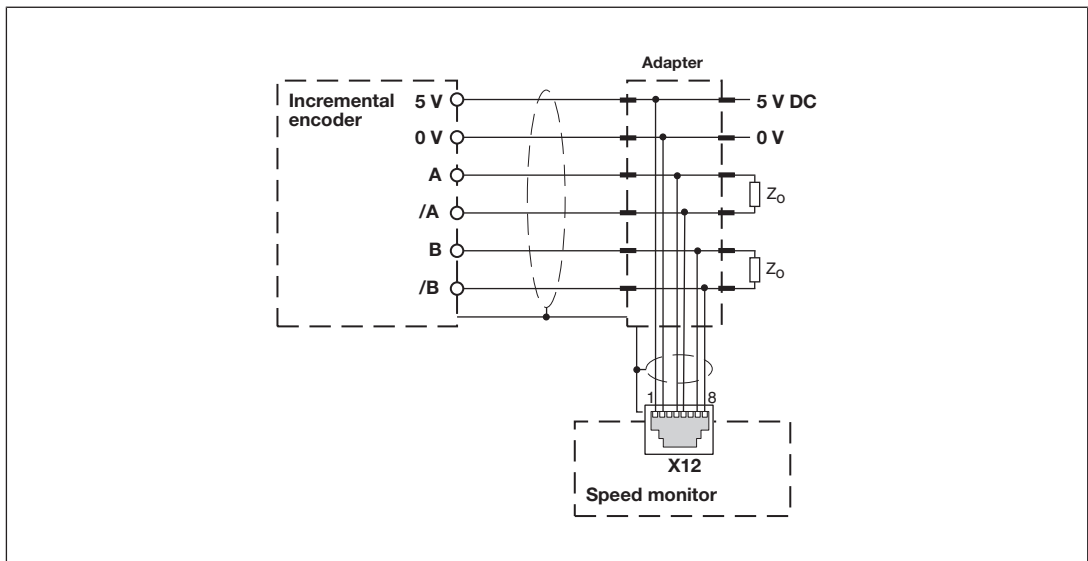 Adapter
Incremental
encoder
5 V
5 V DC
0 V
0 V
A
/A
Z0
B
/B
Z0
1
8
X12
Speed monitor